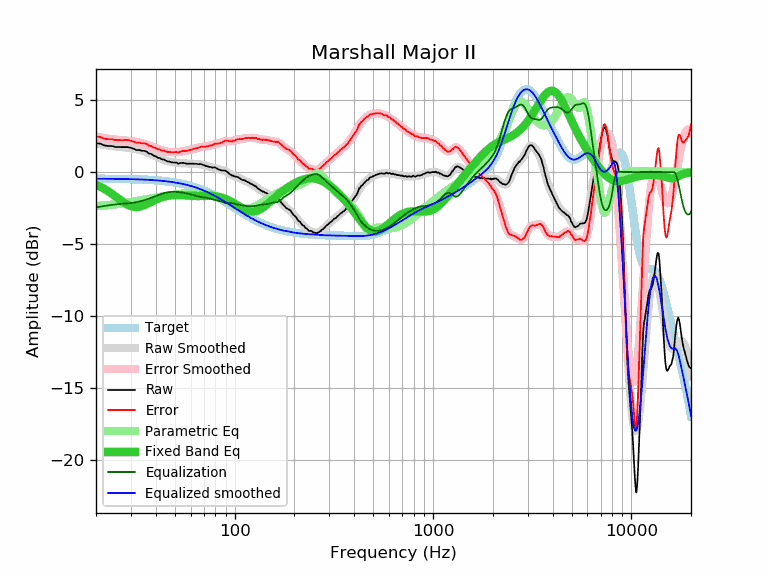 Marshall Major II
5
0
−5
−10
−15
−20
Amplitude (dBr)
Target
Raw Smoothed
Error Smoothed
Raw
Error
Parametric Eq
Fixed Band Eq
Equalization
Equalized smoothed
100
1000
10000
Frequency (Hz)